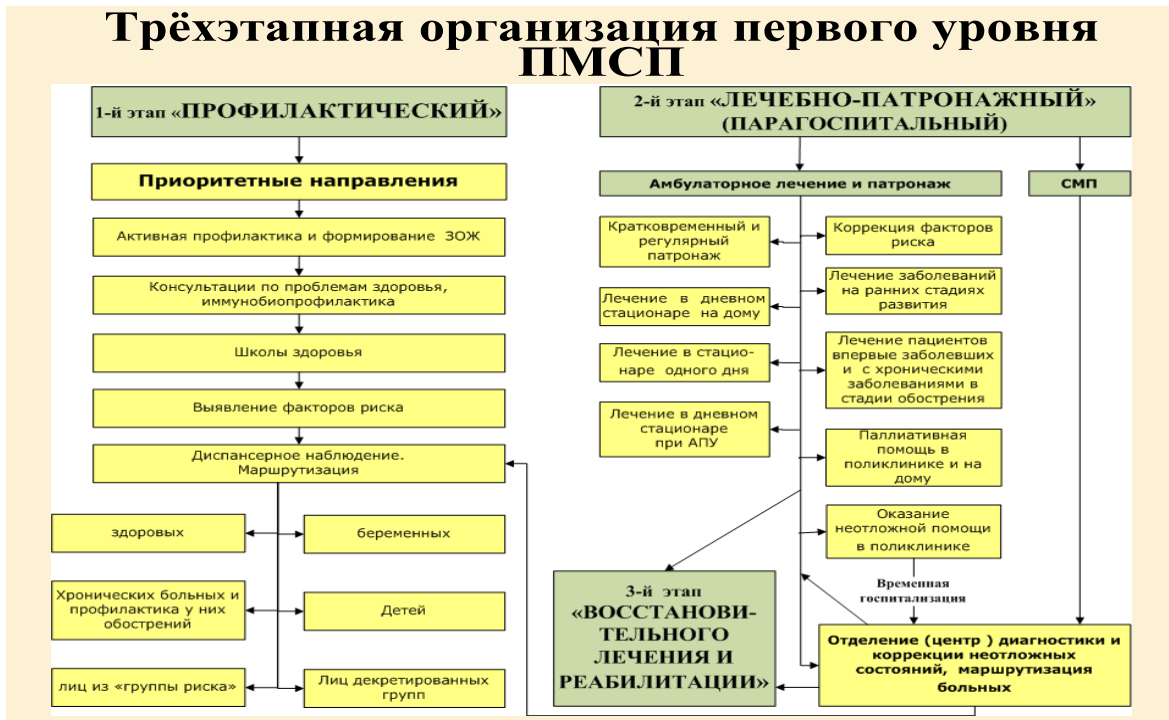 Трёхэтапная организация первого уровня
ПМСП
1-й этап «ПРОФИЛАКТИЧЕСКИЙ»
Приоритетные направления
Активная профилактика и формирование ЗОЖ
Консультации по проблемам здоровья,
иммунобиопрофилактика
Школы здоровья
Выявление факторов риска
Диспансерное наблюдение.
Маршрутизация
здоровых
беременных
Хронических больных и
профилактика у них
обострений
Детей
лиц из «группы риска»
Лиц декретированных
групп
2-й этап «ЛЕЧЕБНО-ПАТРОНАЖНЫЙ»
(ПАРАГОСПИТАЛЬНЫЙ)
Амбулаторное лечение и патронаж
СМП
Кратковременный и
регулярный
патронаж
Лечение в дневном
стационаре на дому
Лечение в стацио-
наре одного дня
Лечение в дневном
стационаре
при АПУ
Коррекция факторов
риска
Лечение заболеваний
на ранних стадиях
развития
Лечение пациентов
впервые заболевших
и с хроническими
заболеваниями в
стадии обострения
Паллиативная
помощь в
поликлинике и на
дому
Оказание
неотложной помощи
в поликлинике
Временная
госпитализация
3-й этап
«ВОССТАНОВИ-
ТЕЛЬНОГО
ЛЕЧЕНИЯ И
РЕАБИЛИТАЦИИ»
Отделение (центр ) диагностики и
коррекции неотложных
состояний, маршрутизация
больных